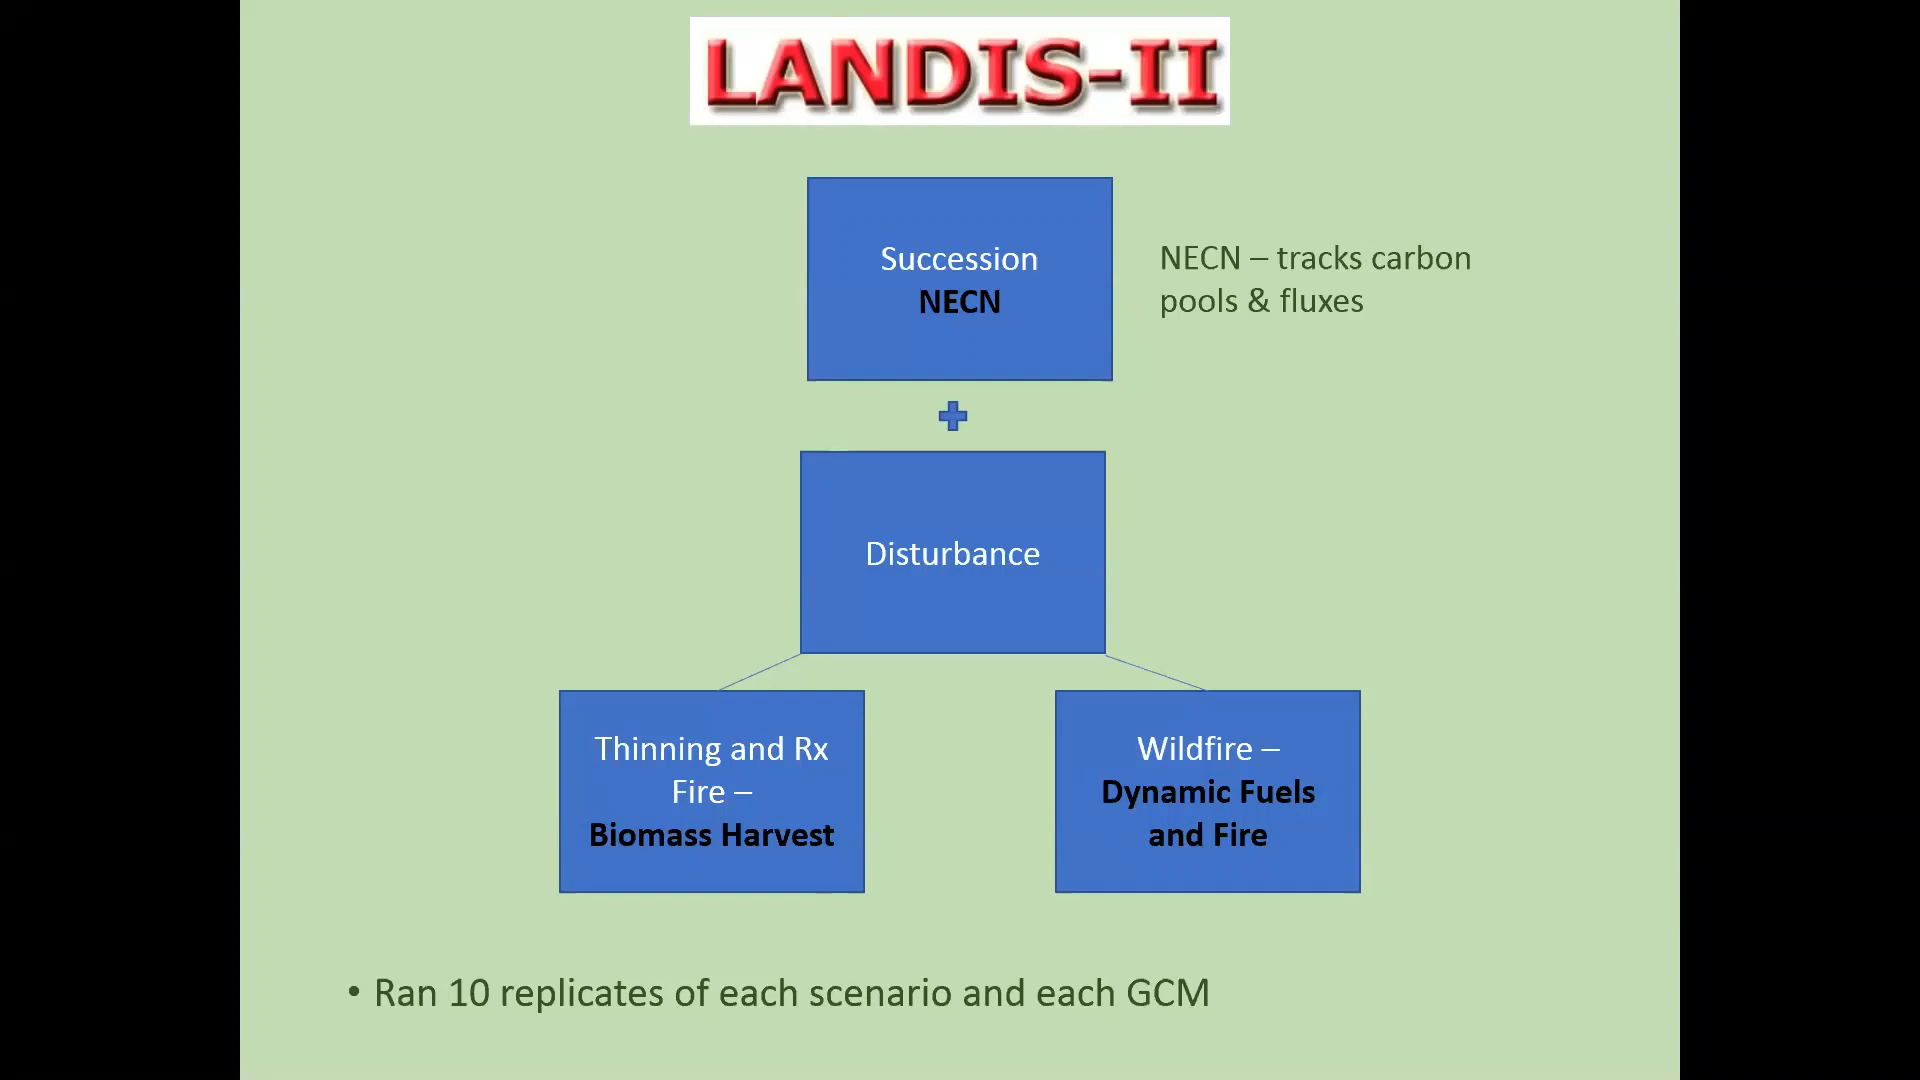 LANDIS-II
Succession
NECN
NECN – tracks carbon
pools & fluxes
Disturbance
Thinning and Rx
Fire –
Biomass Harvest
Wildfire –
Dynamic Fuels
and Fire
• Ran 10 replicates of each scenario and each GCM